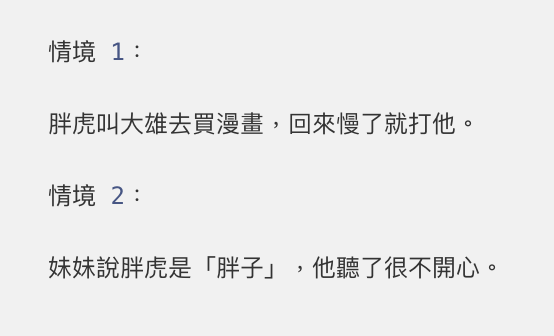 情境 1：
胖虎叫大雄去買漫畫，回來慢了就打他。
情境 2：
妹妹說胖虎是「胖子」，他聽了很不開心。